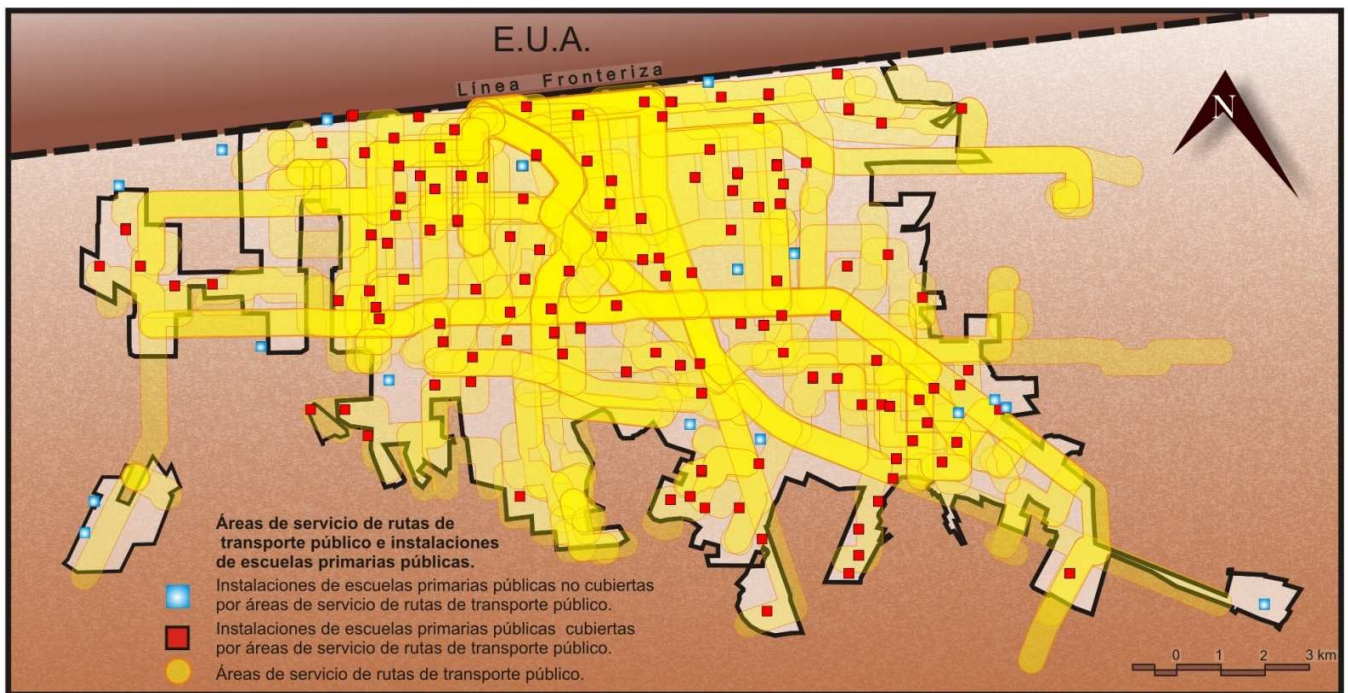 E.U.A.
Línea Fronteriza
N
Áreas de servicio de rutas de
transporte público e instalaciones
de escuelas primarias públicas.
Instalaciones de escuelas primarias públicas no cubiertas
por áreas de servicio de rutas de transporte público.
Instalaciones de escuelas primarias públicas cubiertas
por áreas de servicio de rutas de transporte público.
Áreas de servicio de rutas de transporte público.
0 1 2 3 km